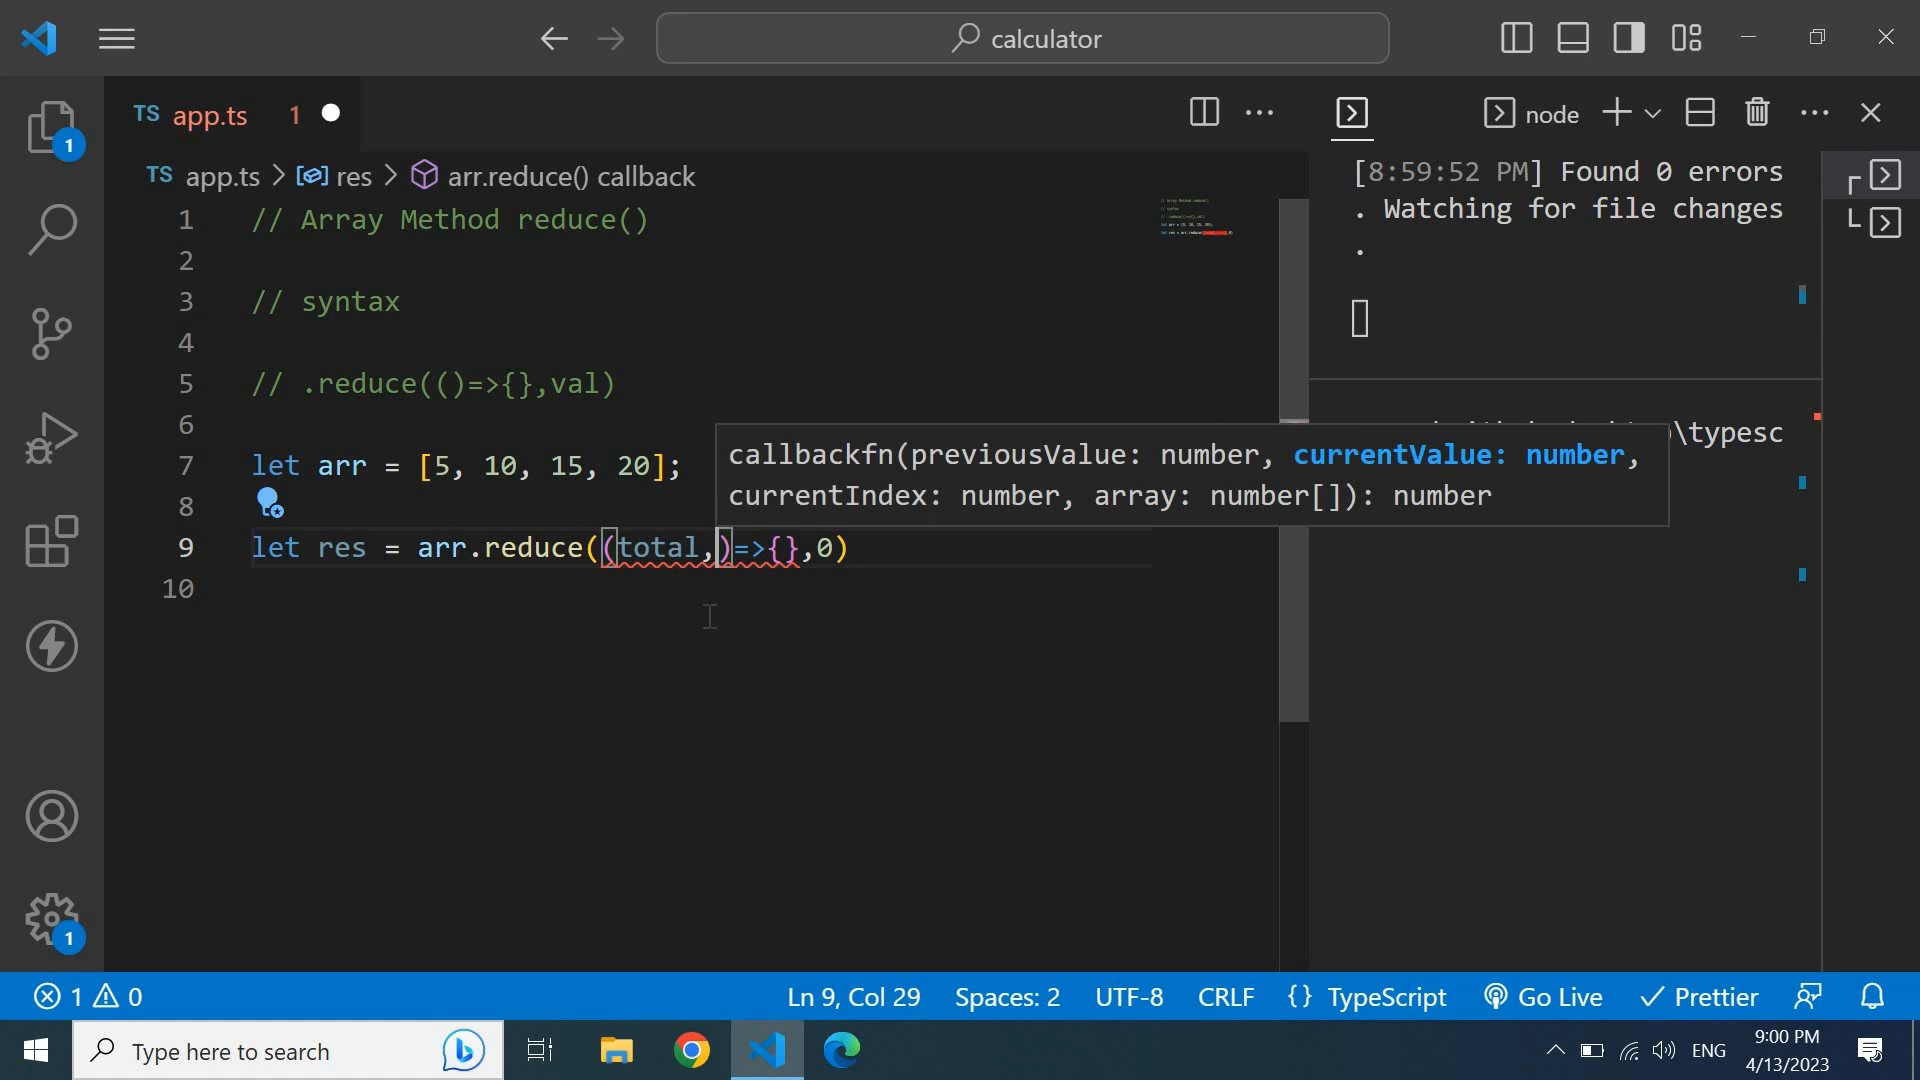 calculator
TS app.ts 1
node
TS app.ts > res > arr.reduce() callback
1 // Array Method reduce()
2
3 // syntax
4
5 // .reduce(()=>{},val)
6
7 let arr = [5, 10, 15, 20];
8
9 let res = arr.reduce((total,)=>{},0)
10
callbackfn(previousValue: number, currentValue: number,
currentIndex: number, array: number[]): number
[8:59:52 PM] Found 0 errors
. Watching for file changes
.
\typesc
1
1
1 0
Ln 9, Col 29
Spaces: 2
UTF-8
CRLF
{} TypeScript
Go Live
Prettier
Type here to search
ENG
9:00 PM
4/13/2023